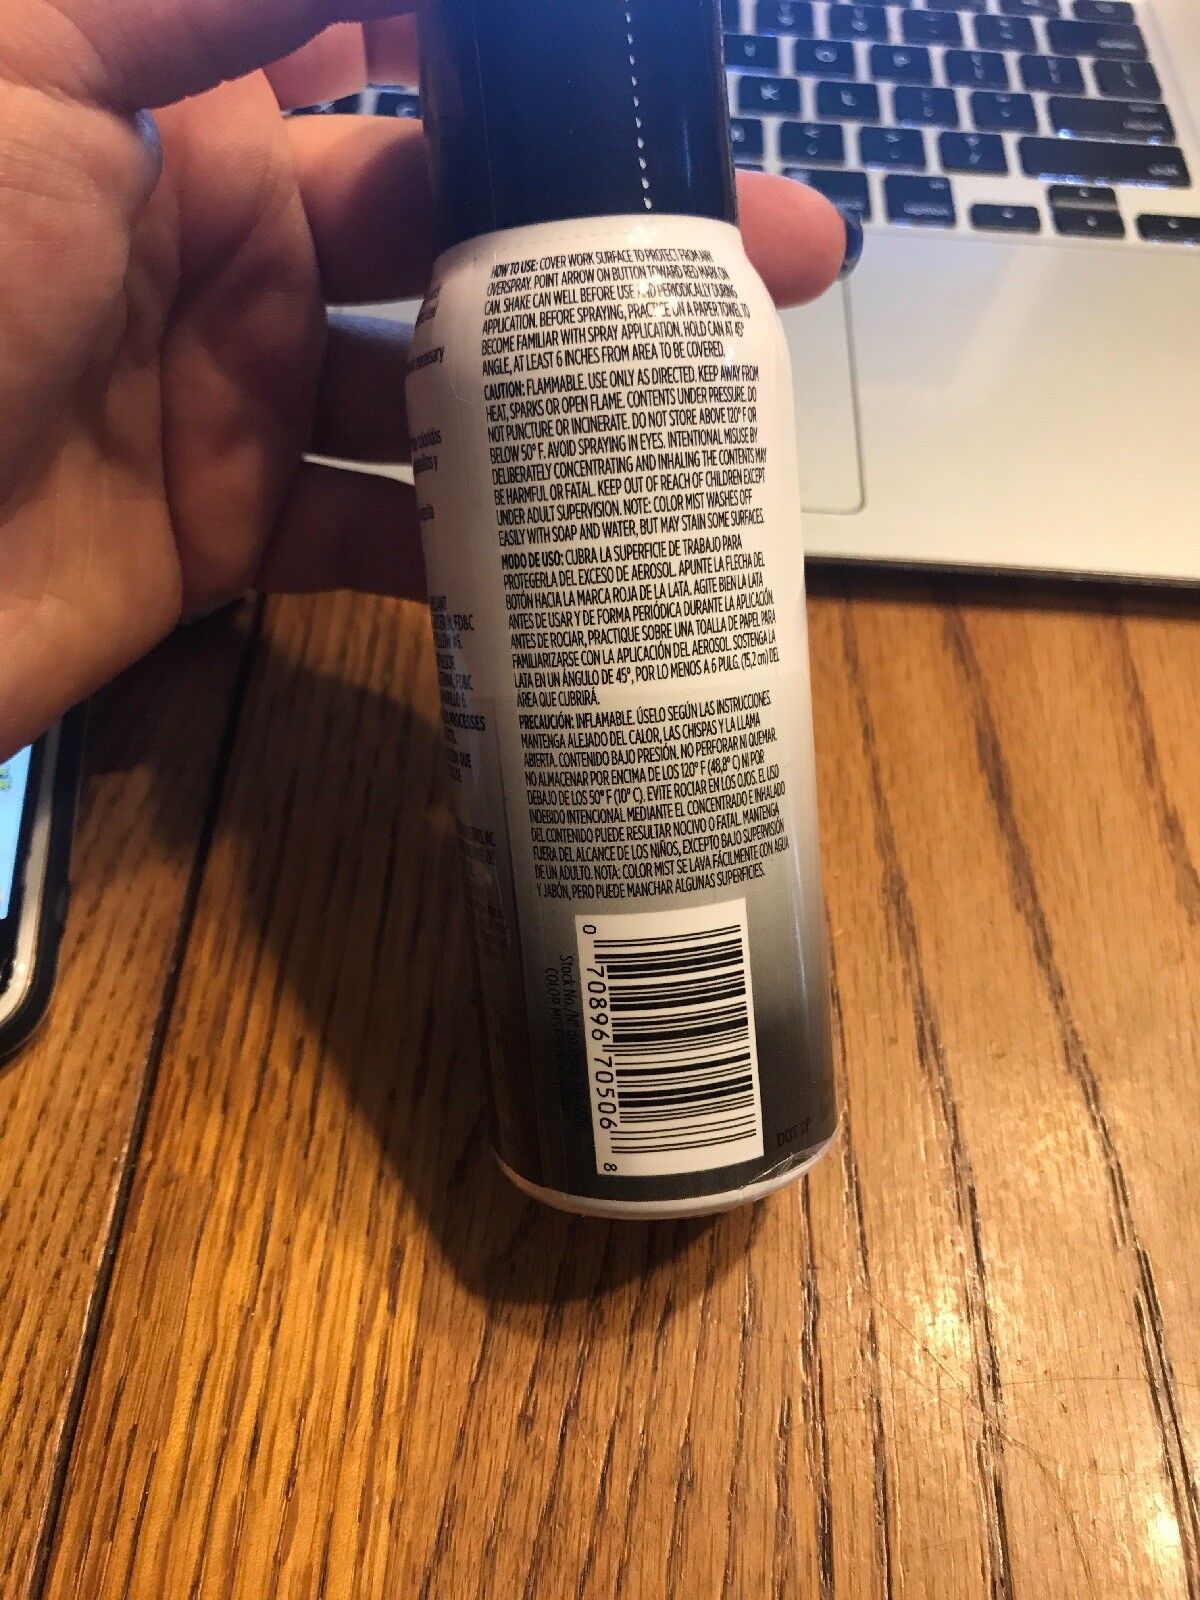 HOW TO USE: COVER WORK SURFACE TO PROTECT FROM ANY
OVERSPRAY. POINT ARROW ON BUTTON TOWARD RED MARK ON
CAN. SHAKE CAN WELL BEFORE USE AND PERIODICALLY DURING
APPLICATION. BEFORE SPRAYING, PRACTICE ON A PAPER TOWEL TO
BECOME FAMILIAR WITH SPRAY APPLICATION. HOLD CAN AT 45°
ANGLE, AT LEAST 6 INCHES FROM AREA TO BE COVERED.
CAUTION: FLAMMABLE. USE ONLY AS DIRECTED. KEEP AWAY FROM
HEAT, SPARKS OR OPEN FLAME. CONTENTS UNDER PRESSURE. DO
NOT PUNCTURE OR INCINERATE. DO NOT STORE ABOVE 120° F OR
BELOW 50° F. AVOID SPRAYING IN EYES. INTENTIONAL MISUSE BY
DELIBERATELY CONCENTRATING AND INHALING THE CONTENTS MAY
BE HARMFUL OR FATAL. KEEP OUT OF REACH OF CHILDREN EXCEPT
UNDER ADULT SUPERVISION. NOTE: COLOR MIST WASHES OFF
EASILY WITH SOAP AND WATER, BUT MAY STAIN SOME SURFACES.
MODO DE USO: CUBRA LA SUPERFICIE DE TRABAJO PARA
PROTEGERLA DEL EXCESO DE AEROSOL. APUNTE LA FLECHA DEL
BOTÓN HACIA LA MARCA ROJA DE LA LATA. AGITE BIEN LA LATA
ANTES DE USAR Y DE FORMA PERIÓDICA DURANTE LA APLICACIÓN.
ANTES DE ROCIAR, PRACTIQUE SOBRE UNA TOALLA DE PAPEL PARA
FAMILIARIZARSE CON LA APLICACIÓN DEL AEROSOL. SOSTENGA LA
LATA EN UN ÁNGULO DE 45°, POR LO MENOS A 6 PULG. (15,2 cm) DEL
ÁREA QUE CUBRIRÁ.
PRECAUCIÓN: INFLAMABLE. ÚSELO SEGÚN LAS INSTRUCCIONES.
MANTENGA ALEJADO DEL CALOR, LAS CHISPAS Y LA LLAMA
ABIERTA. CONTENIDO BAJO PRESIÓN. NO PERFORAR NI QUEMAR.
NO ALMACENAR POR ENCIMA DE LOS 120° F (48,8° C) NI POR
DEBAJO DE LOS 50° F (10° C). EVITE ROCIAR EN LOS OJOS. EL USO
INDEBIDO INTENCIONAL MEDIANTE EL CONCENTRADO E INHALADO
DEL CONTENIDO PUEDE RESULTAR NOCIVO O FATAL. MANTENGA
FUERA DEL ALCANCE DE LOS NIÑOS, EXCEPTO BAJO SUPERVISIÓN
DE UN ADULTO. NOTA: COLOR MIST SE LAVA FÁCILMENTE CON AGUA
Y JABÓN, PERO PUEDE MANCHAR ALGUNAS SUPERFICIES.
Stock No.
COLOR MIST
0 70896 70506 8
DOT 2P
necessary
FD&C
PROCESSES
QUE
K
L
option